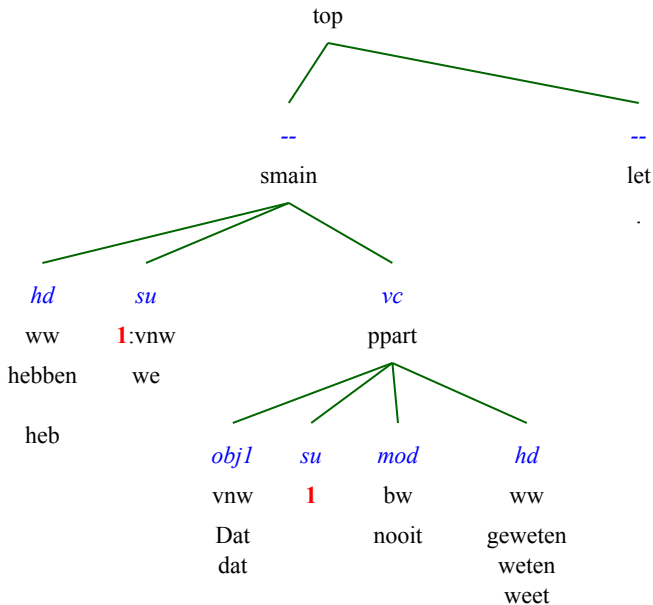 top
-- --
smain let
.
hd su vc
ww 1:vnw ppart
hebben we
heb
obj1 su mod hd
vnw 1 bw ww
Dat nooit geweten
dat weten
weet